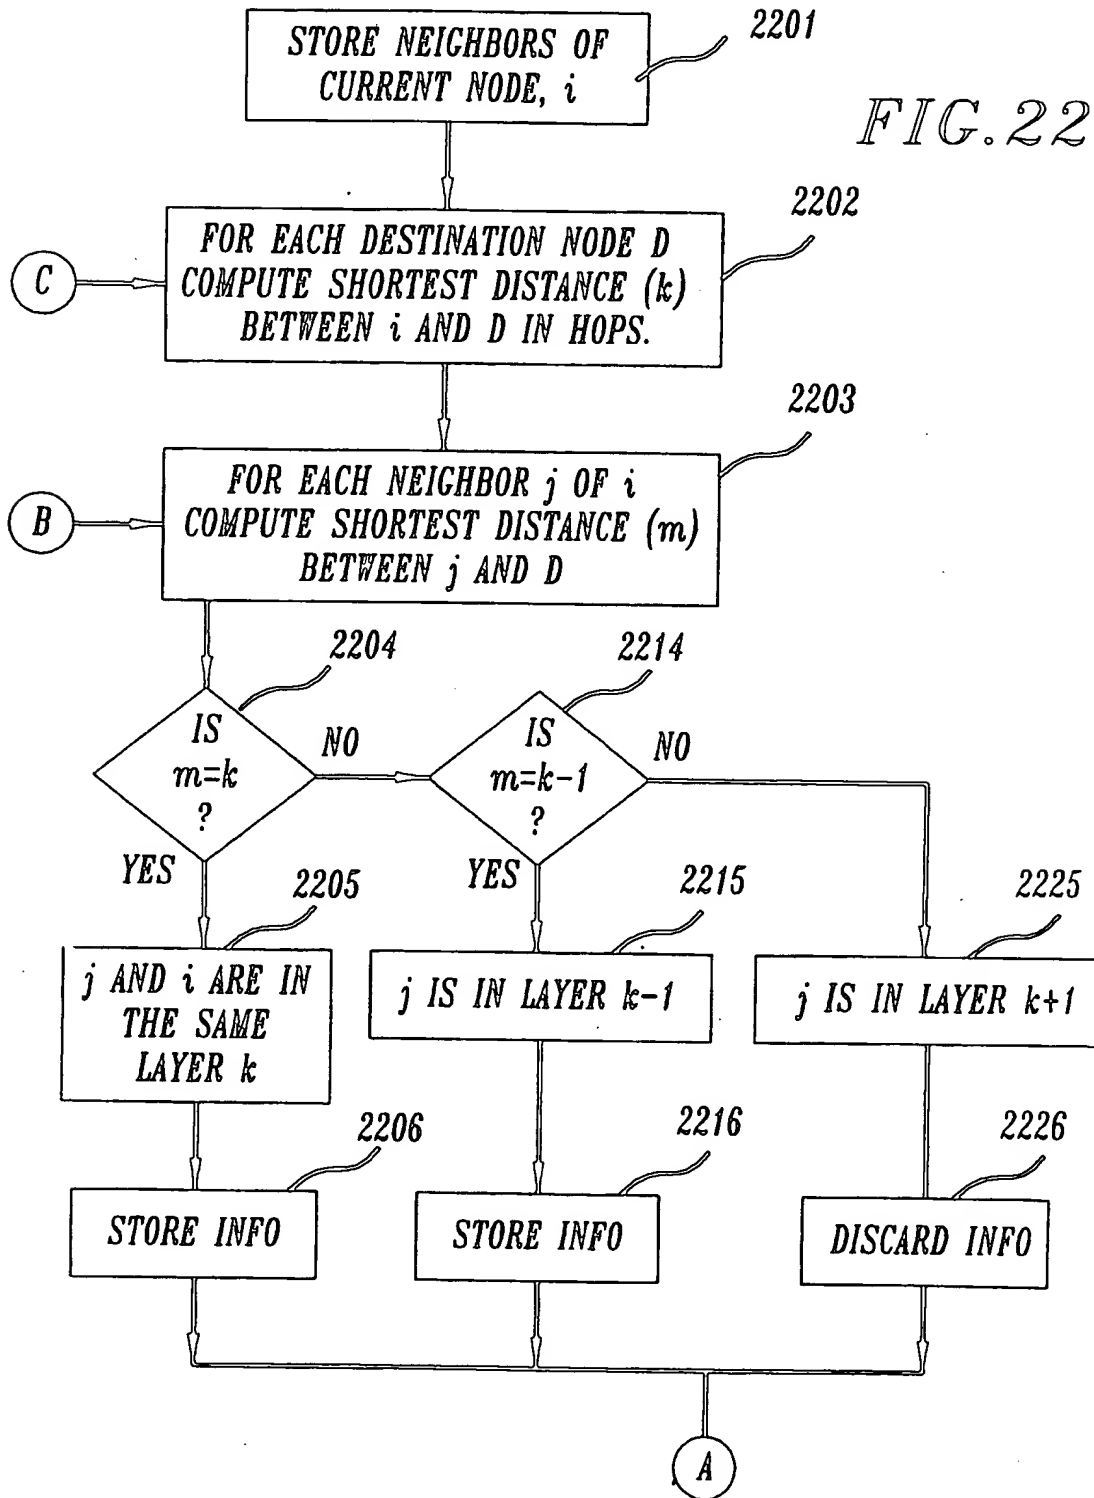 2201
STORE NEIGHBORS OF
CURRENT NODE, i
FIG.22
2202
FOR EACH DESTINATION NODE D
COMPUTE SHORTEST DISTANCE (k)
BETWEEN i AND D IN HOPS.
C
2203
FOR EACH NEIGHBOR j OF i
COMPUTE SHORTEST DISTANCE (m)
BETWEEN j AND D
B
2204
IS
m=k
?
NO
YES
2214
IS
m=k-1
?
NO
YES
2205
j AND i ARE IN
THE SAME
LAYER k
2215
j IS IN LAYER k-1
2225
j IS IN LAYER k+1
2206
STORE INFO
2216
STORE INFO
2226
DISCARD INFO
A